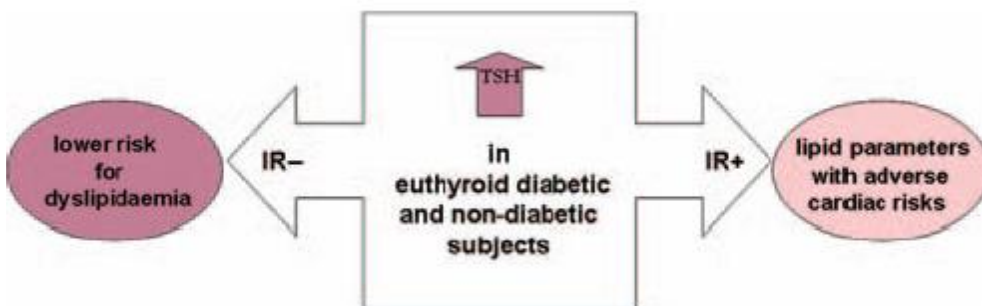 TSH
lower risk
for
dyslipidaemia
IR–
in
euthyroid diabetic
and non-diabetic
subjects
IR+
lipid parameters
with adverse
cardiac risks